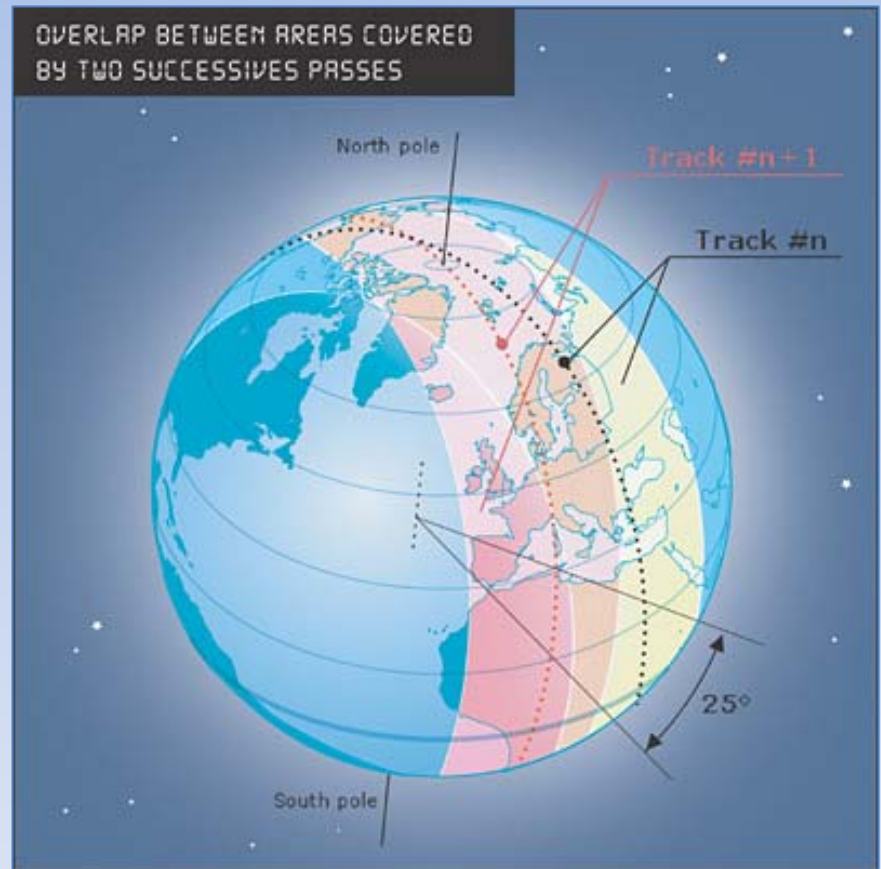 OVERLAP BETWEEN AREAS COVERED
BY TWO SUCCESSIVES PASSES
North pole
Track #n+1
Track #n
25°
South pole